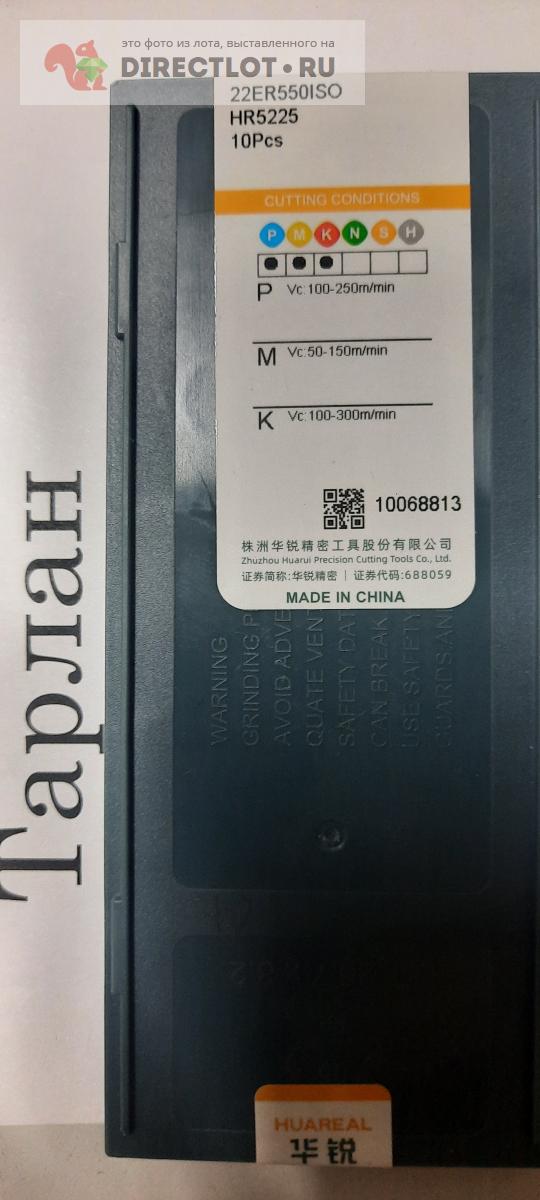 это фото из лота, выставленного на
DIRECTLOT•RU
22ER550ISO
HR5225
10Pcs
CUTTING CONDITIONS
P M K N S H
P Vc:100-250m/min
M Vc:50-150m/min
K Vc:100-300m/min
10068813
株洲华锐精密工具股份有限公司
Zhuzhou Huarui Precision Cutting Tools Co., Ltd.
证券简称:华锐精密 | 证券代码:688059
MADE IN CHINA
WARNING
GRINDING P
AVOID ADVE
QUATE VENT
SAFETY DAT
CAN BREAK
USE SAFETY
GUARDS AN
Тарлан
HUAREAL
华锐